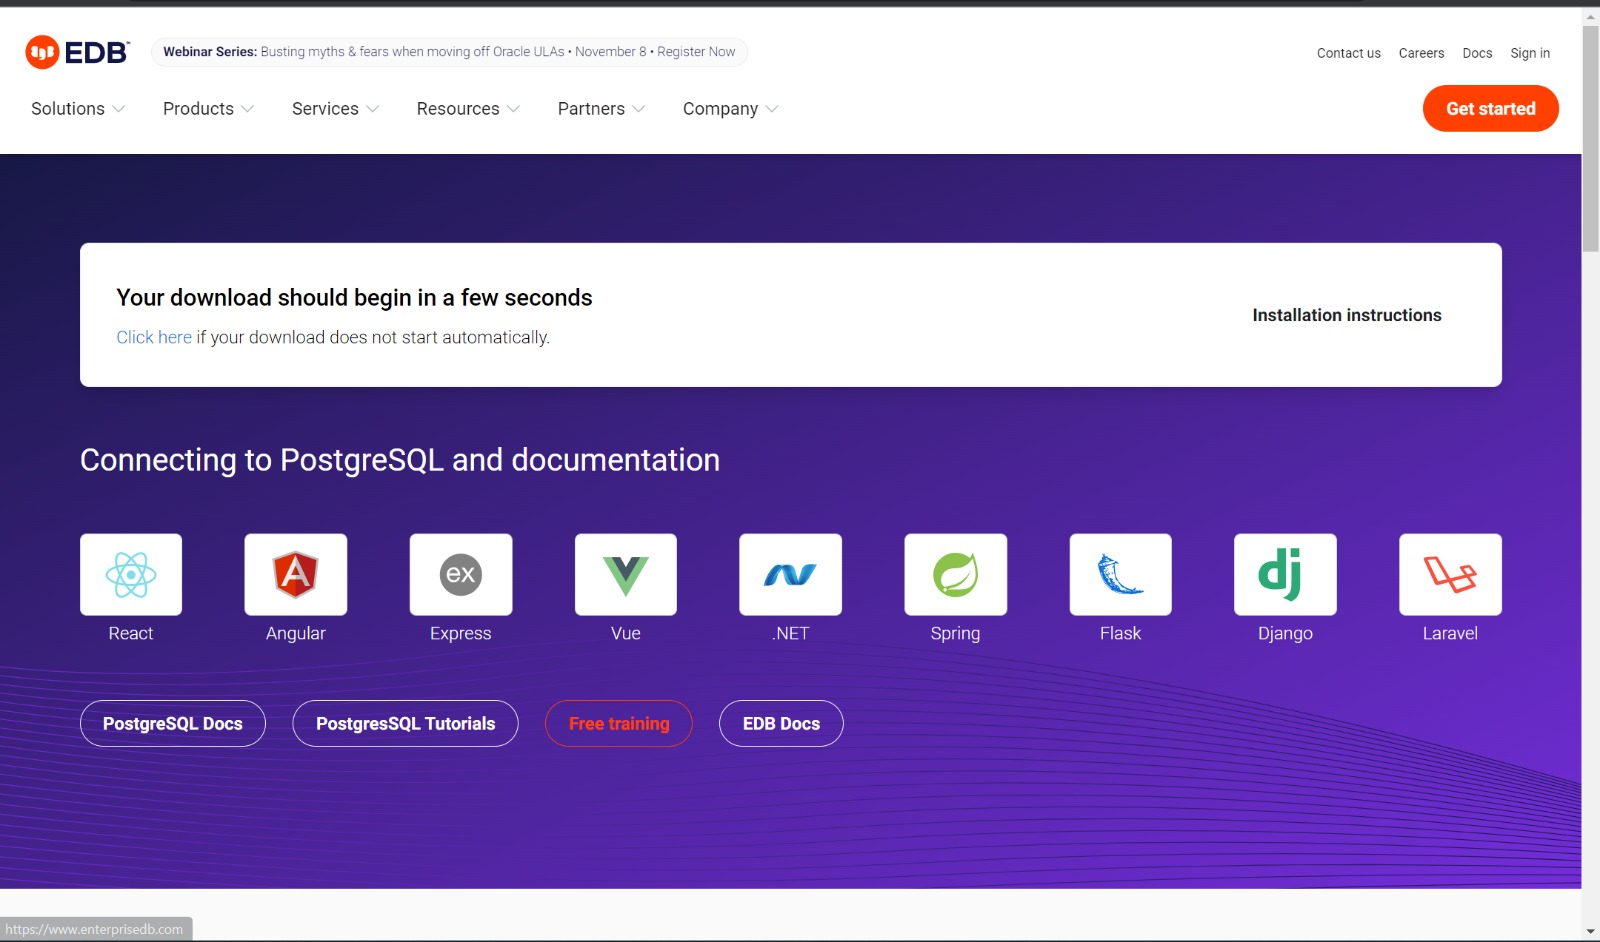 EDB™
Webinar Series: Busting myths & fears when moving off Oracle ULAs • November 8 • Register Now
Contact us Careers Docs Sign in
Solutions Products Services Resources Partners Company
Get started
Your download should begin in a few seconds
Click here if your download does not start automatically.
Installation instructions
Connecting to PostgreSQL and documentation
ex
dj
React Angular Express Vue .NET Spring Flask Django Laravel
PostgreSQL Docs PostgresSQL Tutorials Free training EDB Docs
https://www.enterprisedb.com